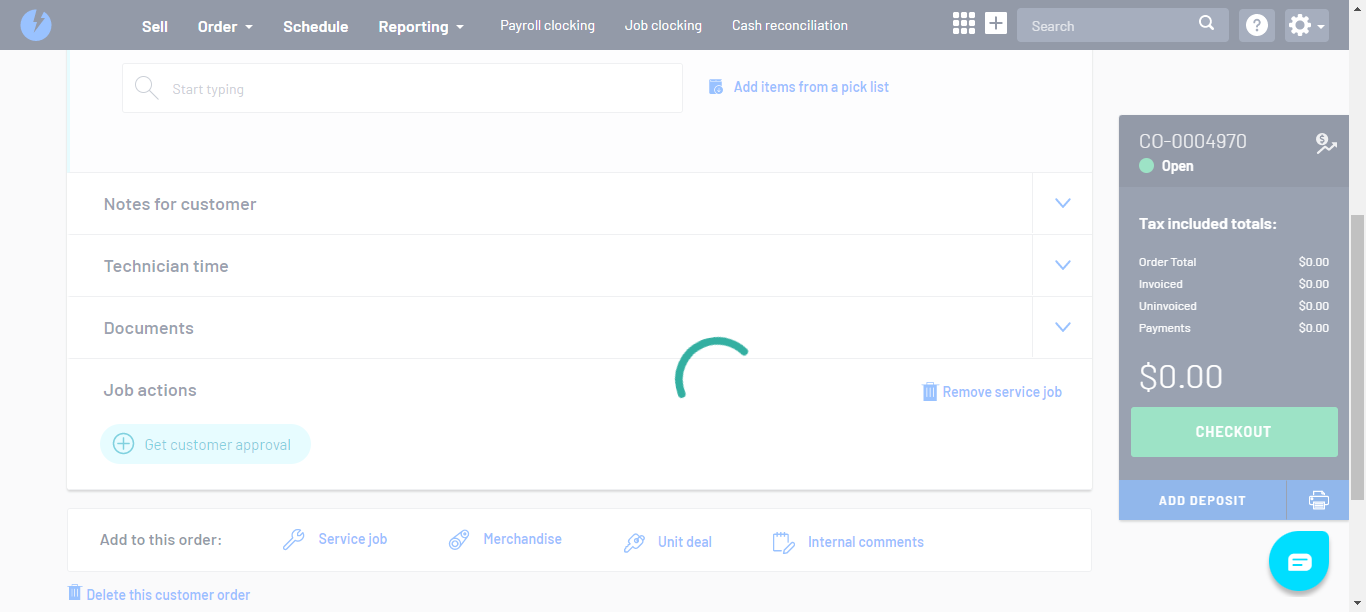 Sell Order Schedule Reporting Payroll clocking Job clocking Cash reconciliation Search ?
Start typing
Add items from a pick list
CO-0004970
Open
Notes for customer
Technician time
Documents
Job actions
Remove service job
Get customer approval
Tax included totals:
Order Total $0.00
Invoiced $0.00
Uninvoiced $0.00
Payments $0.00
$0.00
CHECKOUT
ADD DEPOSIT
Add to this order: Service job Merchandise Unit deal Internal comments
Delete this customer order